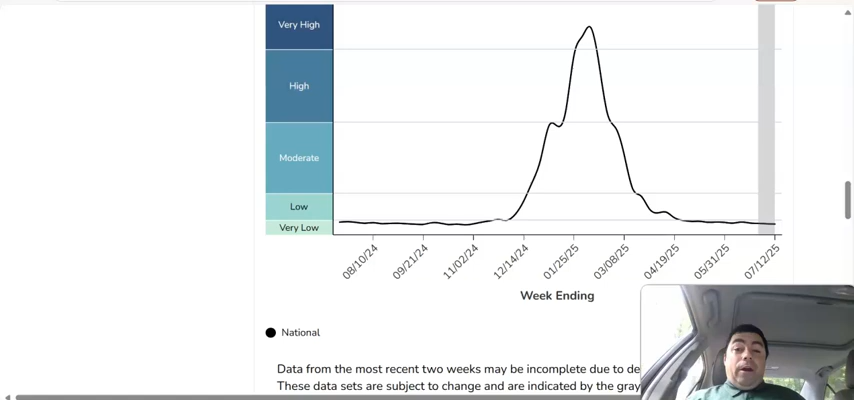 Very High
High
Moderate
Low
Very Low
08/10/24
09/21/24
11/02/24
12/14/24
01/25/25
03/08/25
04/19/25
05/31/25
07/12/25
Week Ending
National
Data from the most recent two weeks may be incomplete due to de
These data sets are subject to change and are indicated by the gray